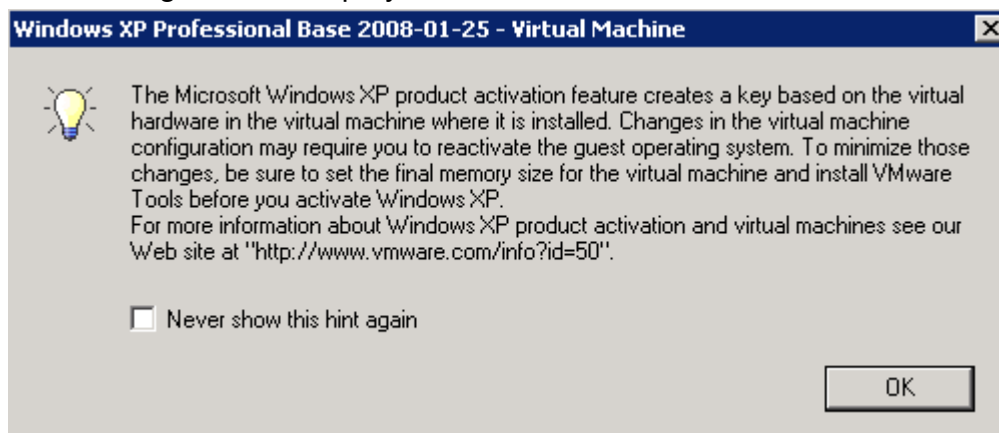 Windows XP Professional Base 2008-01-25 - Virtual Machine
The Microsoft Windows XP product activation feature creates a key based on the virtual
hardware in the virtual machine where it is installed. Changes in the virtual machine
configuration may require you to reactivate the guest operating system. To minimize those
changes, be sure to set the final memory size for the virtual machine and install VMware
Tools before you activate Windows XP.
For more information about Windows XP product activation and virtual machines see our
Web site at "http://www.vmware.com/info?id=50".
Never show this hint again
OK